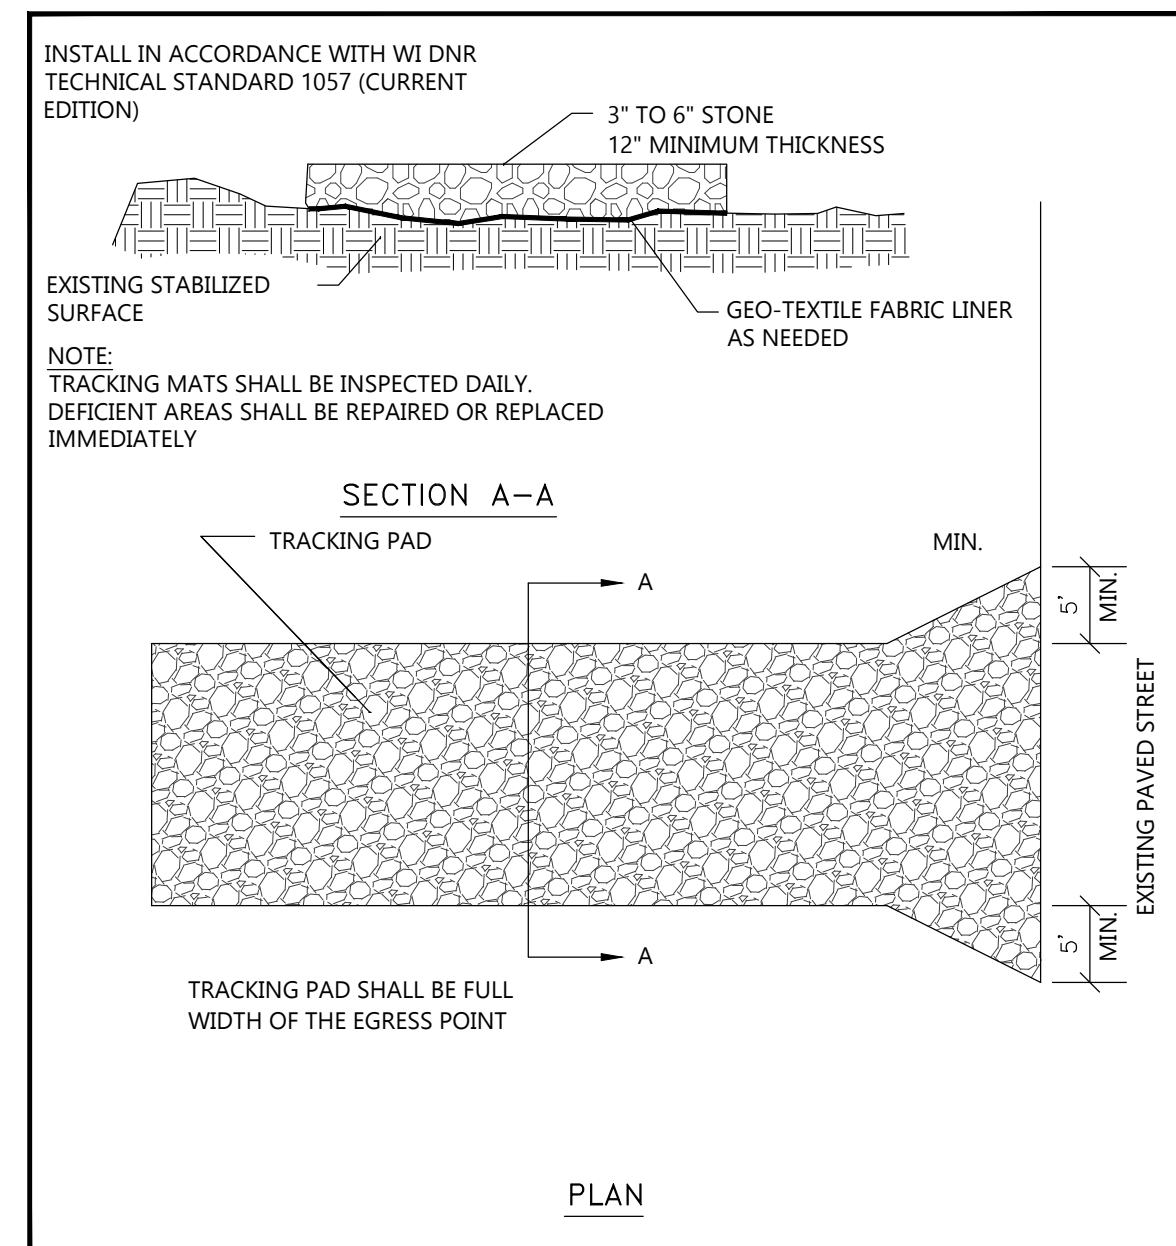 INSTALL IN ACCORDANCE WITH WI DNR
TECHNICAL STANDARD 1057 (CURRENT
EDITION)
3" TO 6" STONE
12" MINIMUM THICKNESS
EXISTING STABILIZED
SURFACE
GEO-TEXTILE FABRIC LINER
AS NEEDED
NOTE:
TRACKING MATS SHALL BE INSPECTED DAILY.
DEFICIENT AREAS SHALL BE REPAIRED OR REPLACED
IMMEDIATELY
SECTION A-A
TRACKING PAD
MIN.
A
5'
MIN.
EXISTING PAVED STREET
5'
MIN.
A
TRACKING PAD SHALL BE FULL
WIDTH OF THE EGRESS POINT
PLAN